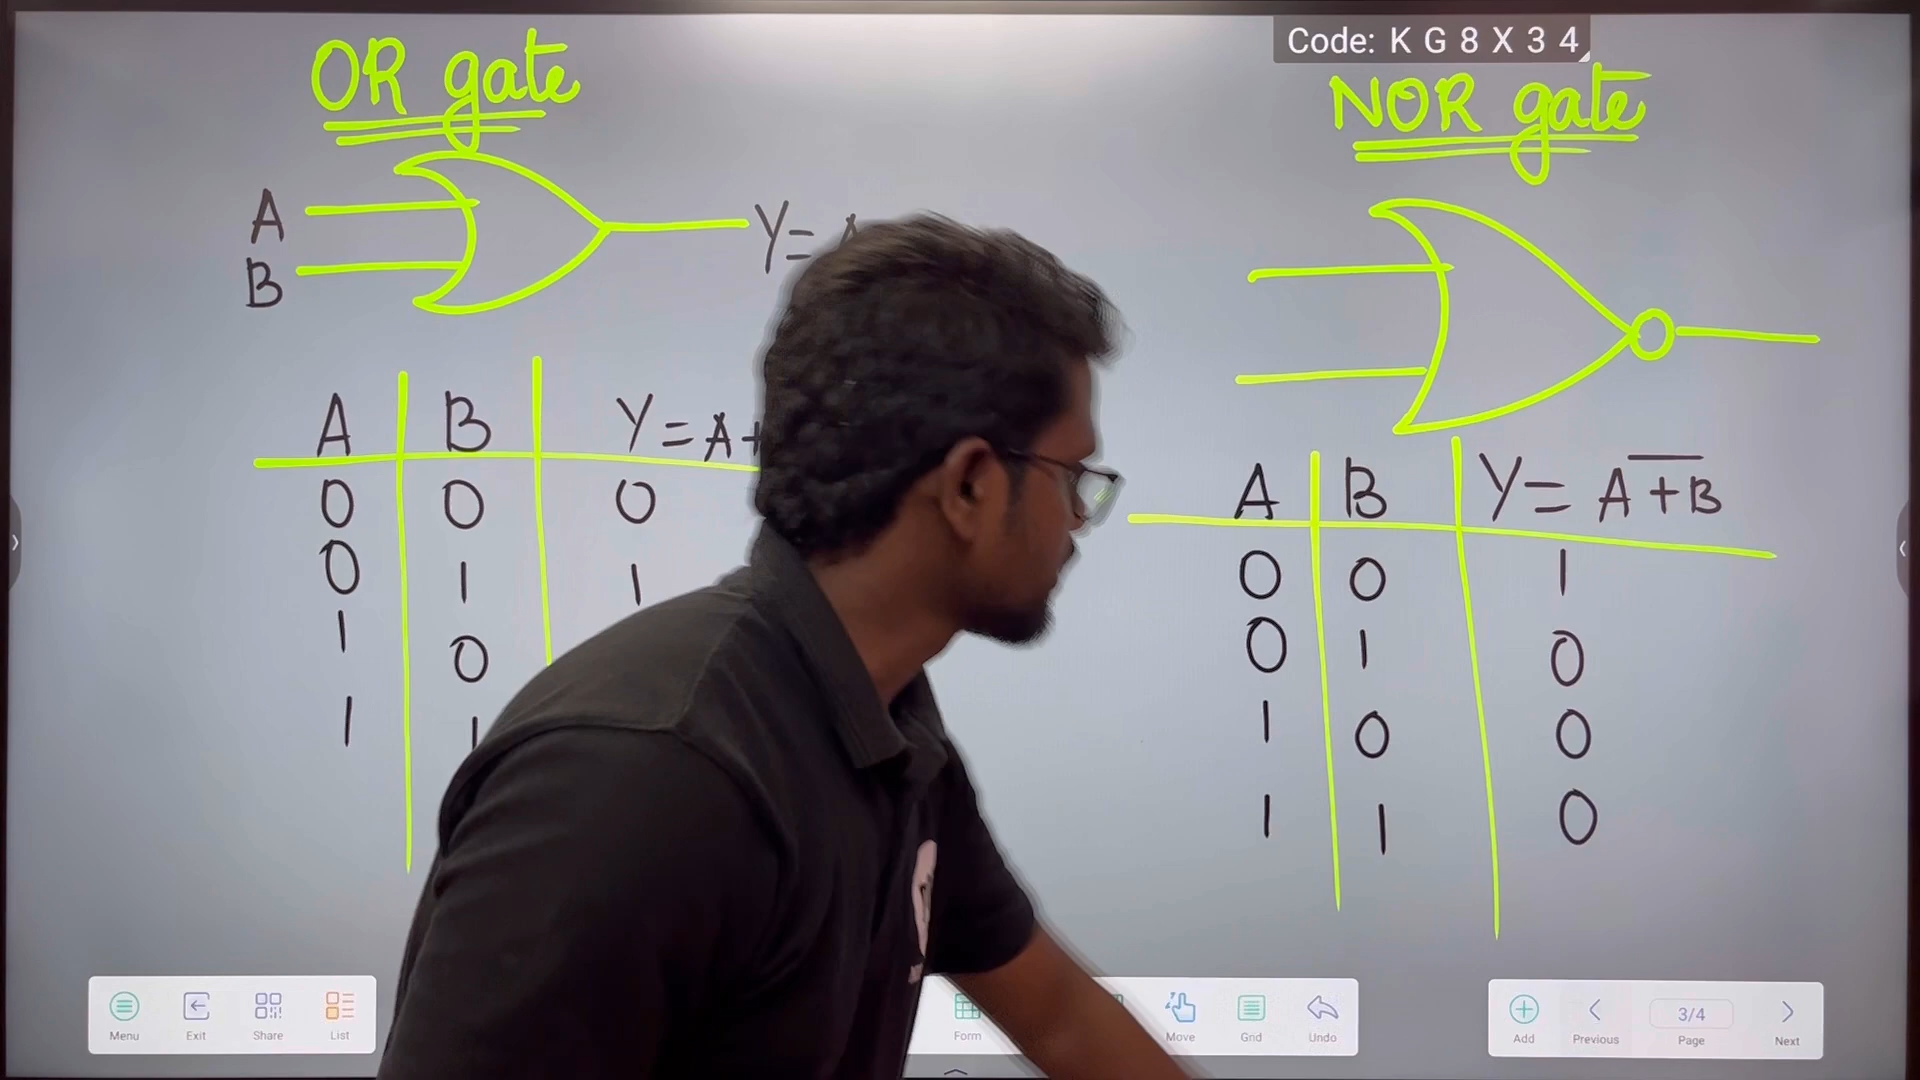 Code: K G 8 X 3 4
OR gate
NOR gate
A
B
Y=
A B Y = A+
0 0 0
0 1 1
1 0
1 1
A B Y = \overline{A+B}
0 0 1
0 1 0
1 0 0
1 1 0
Menu Exit Share List
Form Move Grid Undo
Add Previous 3/4 Page Next